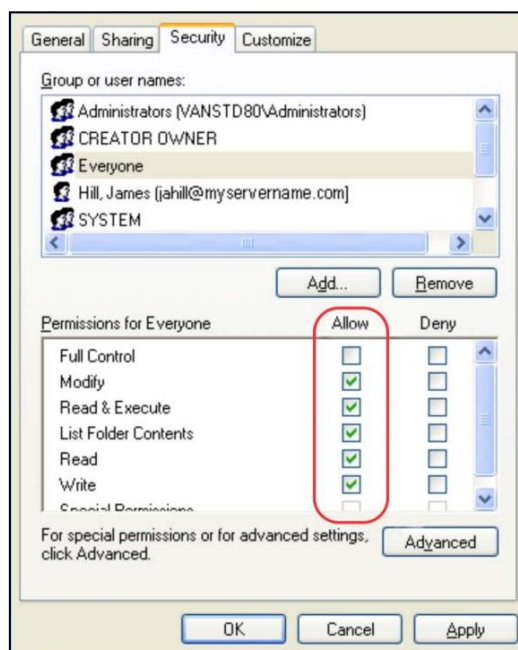 General Sharing Security Customize
Group or user names:
Administrators (VANSTD80\Administrators)
CREATOR OWNER
Everyone
Hill, James (jahill@myservername.com]
SYSTEM
Add... Remove
Permissions for Everyone Allow Deny
Full Control
Modify
Read & Execute
List Folder Contents
Read
Write
Special Permissions
For special permissions or for advanced settings, Advanced
click Advanced.
OK Cancel Apply